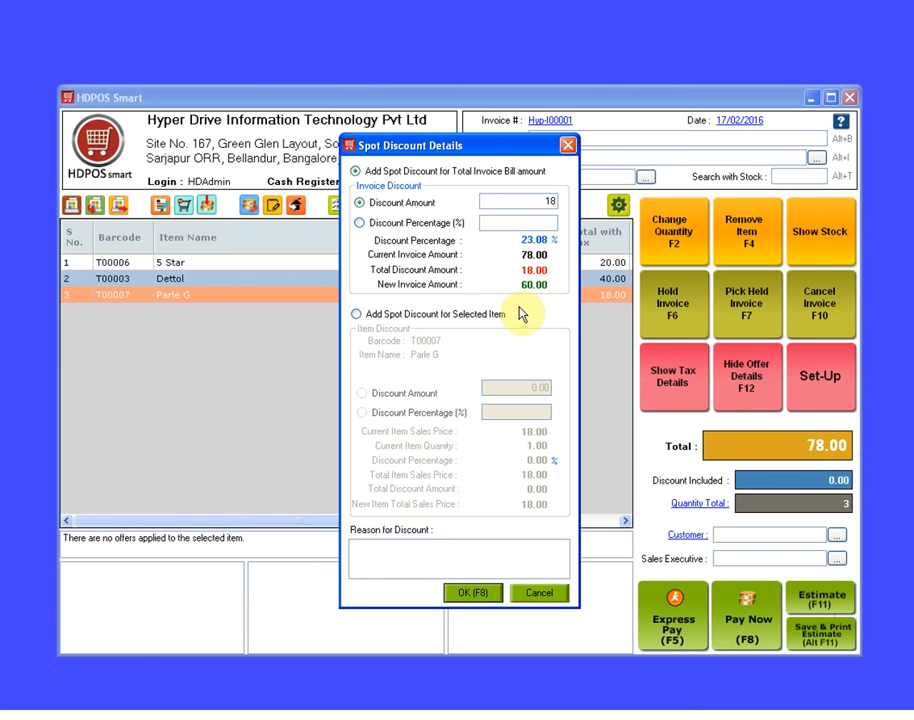 HDPOS Smart
Hyper Drive Information Technology Pvt Ltd
Site No. 167, Green Glen Layout, So
Sarjapur ORR, Bellandur, Bangalore,
HDPOS smart
Login : HDAdmin
Cash Register
Invoice # : Hyp-I00001
Date : 17/02/2016
?
Alt+B
...
Alt+I
...
Search with Stock :
Alt+T
S No.
Barcode
Item Name
tal with
ax
1 T00006 5 Star 20.00
2 T00003 Dettol 40.00
3 T00007 Parle G 18.00
There are no offers applied to the selected item.
Spot Discount Details
Add Spot Discount for Total Invoice Bill amount
Invoice Discount
Discount Amount 18
Discount Percentage (%)
Discount Percentage : 23.08 %
Current Invoice Amount : 78.00
Total Discount Amount : 18.00
New Invoice Amount : 60.00
Add Spot Discount for Selected Item
Item Discount
Barcode : T00007
Item Name : Parle G
Discount Amount 0.00
Discount Percentage (%)
Current Item Sales Price : 18.00
Current Item Quanity : 1.00
Discount Percentage : 0.00 %
Total Item Sales Price : 18.00
Total Discount Amount : 0.00
New Item Total Sales Price : 18.00
Reason for Discount :
OK (F8)
Cancel
Change
Quantity
F2
Remove
Item
F4
Show Stock
Hold
Invoice
F6
Pick Held
Invoice
F7
Cancel
Invoice
F10
Show Tax
Details
Hide Offer
Details
F12
Set-Up
Total : 78.00
Discount Included : 0.00
Quantity Total : 3
Customer : ...
Sales Executive : ...
Express
Pay
(F5)
Pay Now
(F8)
Estimate
(F11)
Save & Print
Estimate
(Alt F11)